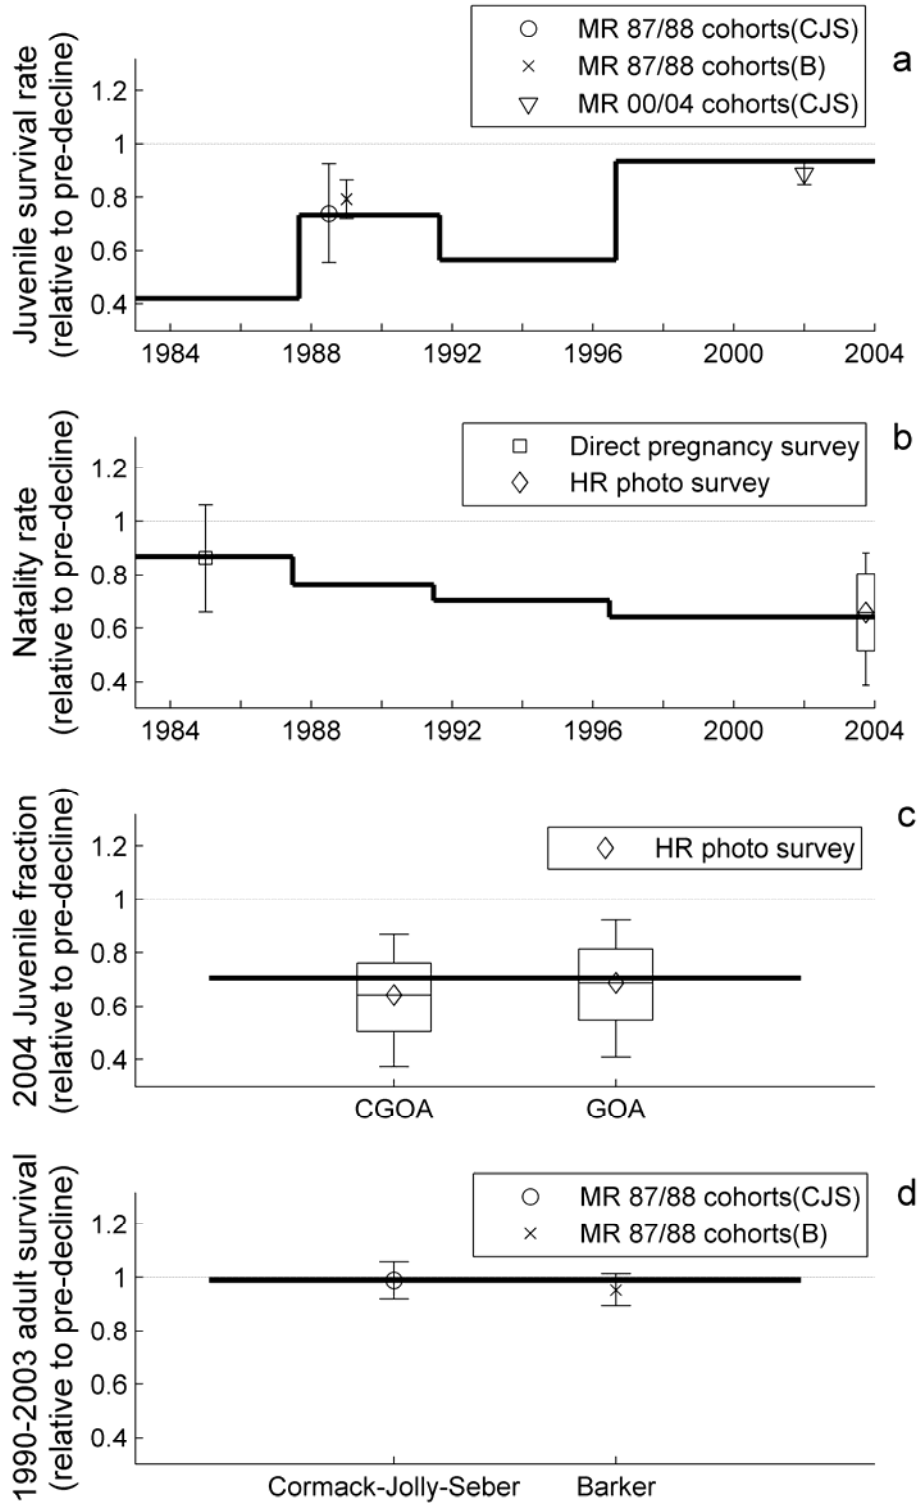 MR 87/88 cohorts(CJS)
MR 87/88 cohorts(B)
MR 00/04 cohorts(CJS)
a
Juvenile survival rate
(relative to pre-decline)
1.2
1
0.8
0.6
0.4
1984 1988 1992 1996 2000 2004
Direct pregnancy survey
HR photo survey
b
Natality rate
(relative to pre-decline)
1.2
1
0.8
0.6
0.4
1984 1988 1992 1996 2000 2004
HR photo survey
c
2004 Juvenile fraction
(relative to pre-decline)
1.2
1
0.8
0.6
0.4
CGOA GOA
MR 87/88 cohorts(CJS)
MR 87/88 cohorts(B)
d
1990-2003 adult survival
(relative to pre-decline)
1.2
1
0.8
0.6
0.4
Cormack-Jolly-Seber Barker